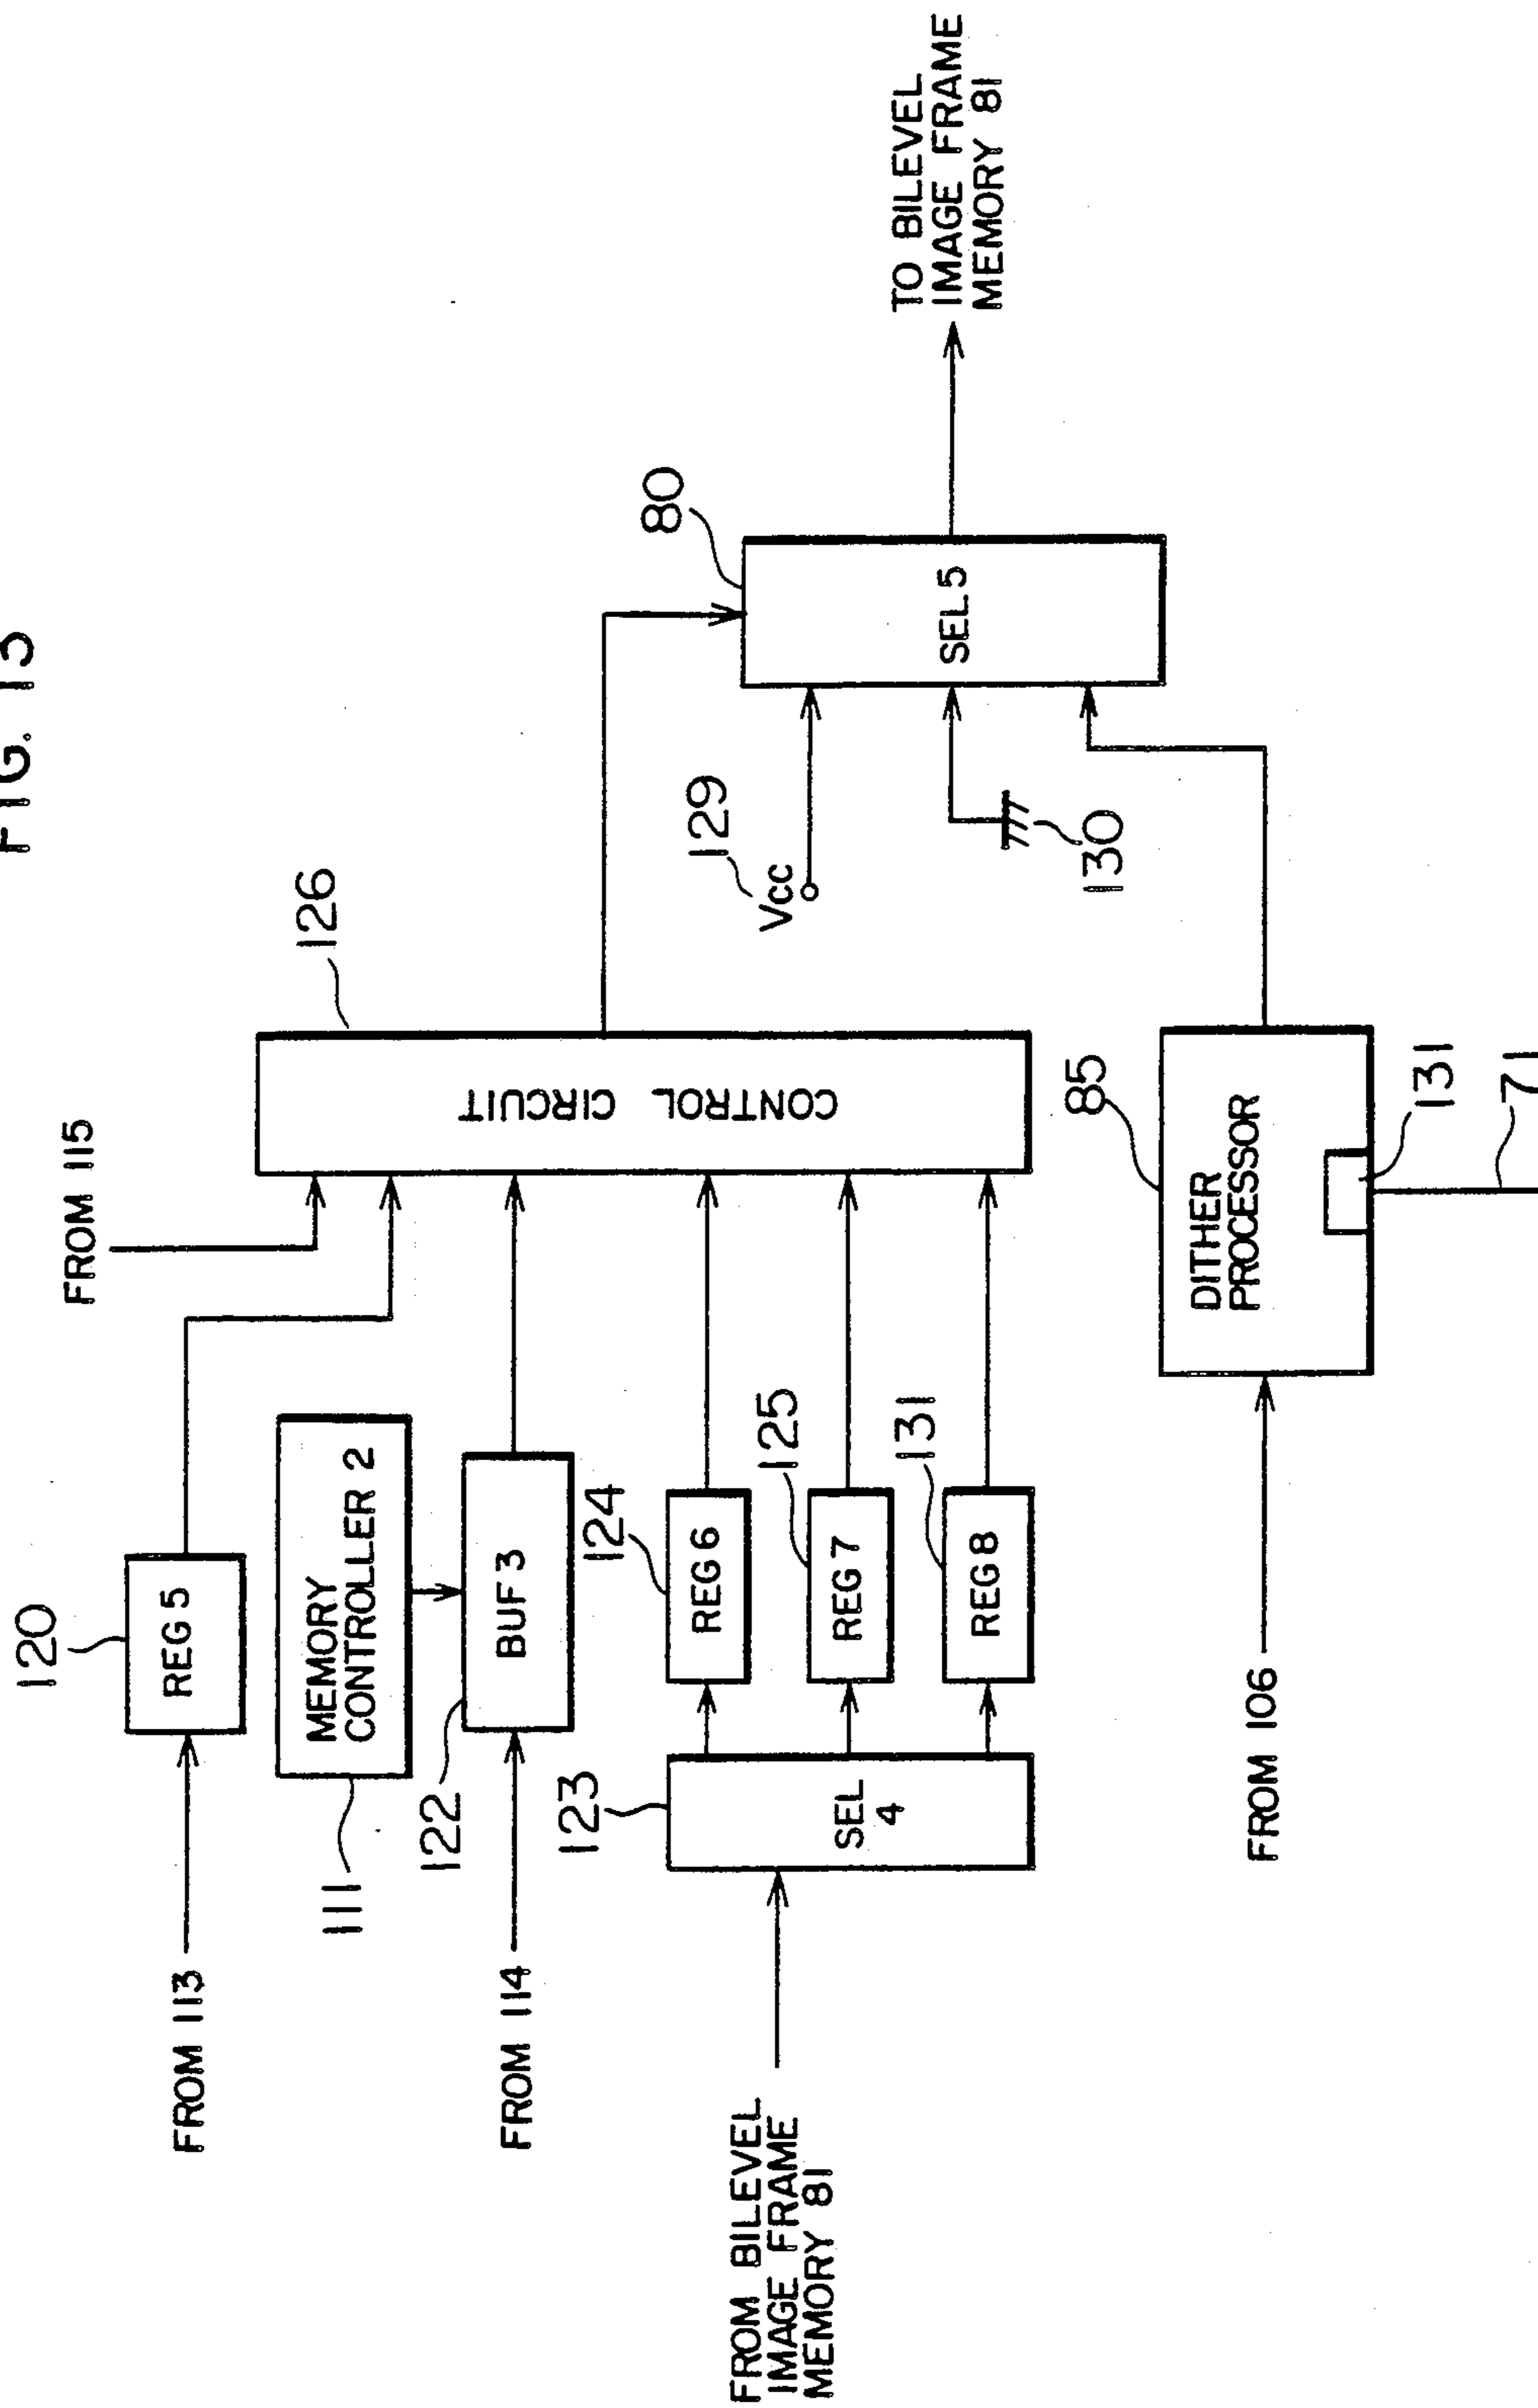 FIG. 13
FROM 115
120
REG 5
FROM 113
MEMORY
CONTROLLER 2
111
122
BUF 3
FROM 114
126
CONTROL CIRCUIT
124
REG 6
125
REG 7
131
REG 8
123
SEL
4
FROM BILEVEL
IMAGE FRAME
MEMORY 81
129
Vcc
130
80
SEL 5
TO BILEVEL
IMAGE FRAME
MEMORY 81
85
DITHER
PROCESSOR
131
71
FROM 106